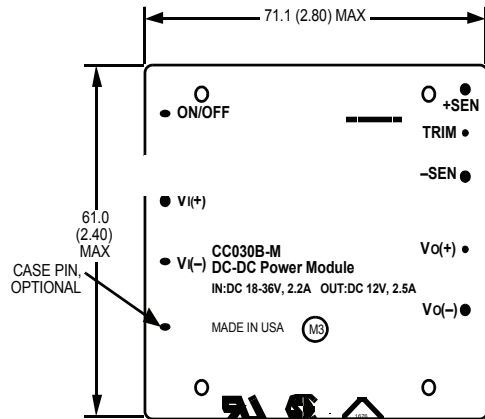 71.1 (2.80) MAX
+SEN
ON/OFF
TRIM
–SEN
VI(+)
61.0
(2.40)
MAX
CC030B-M
VO(+)
VI(–)
DC-DC Power Module
CASE PIN,
OPTIONAL
IN:DC 18-36V, 2.2A OUT:DC 12V, 2.5A
VO(–)
MADE IN USA
M3